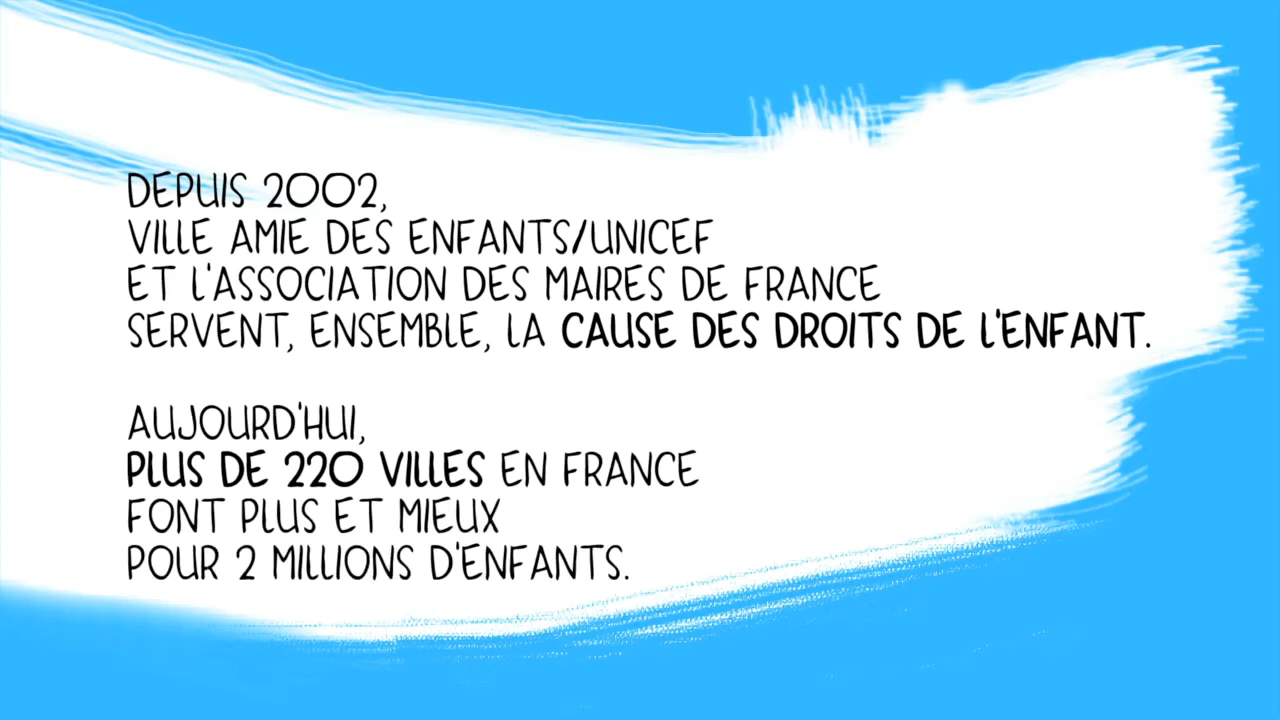 DEPUIS 2002,
VILLE AMIE DES ENFANTS/UNICEF
ET L'ASSOCIATION DES MAIRES DE FRANCE
SERVENT, ENSEMBLE, LA CAUSE DES DROITS DE L'ENFANT.
AUJOURD'HUI,
PLUS DE 220 VILLES EN FRANCE
FONT PLUS ET MIEUX
POUR 2 MILLIONS D'ENFANTS.